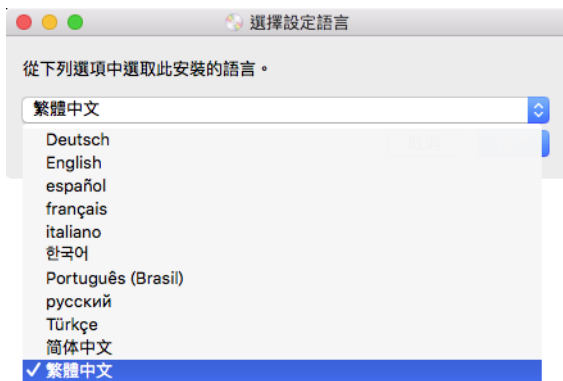 選擇設定語言
從下列選項中選取此安裝的語言。
繁體中文
Deutsch
English
español
français
italiano
한국어
Português (Brasil)
русский
Türkçe
简体中文
✓ 繁體中文